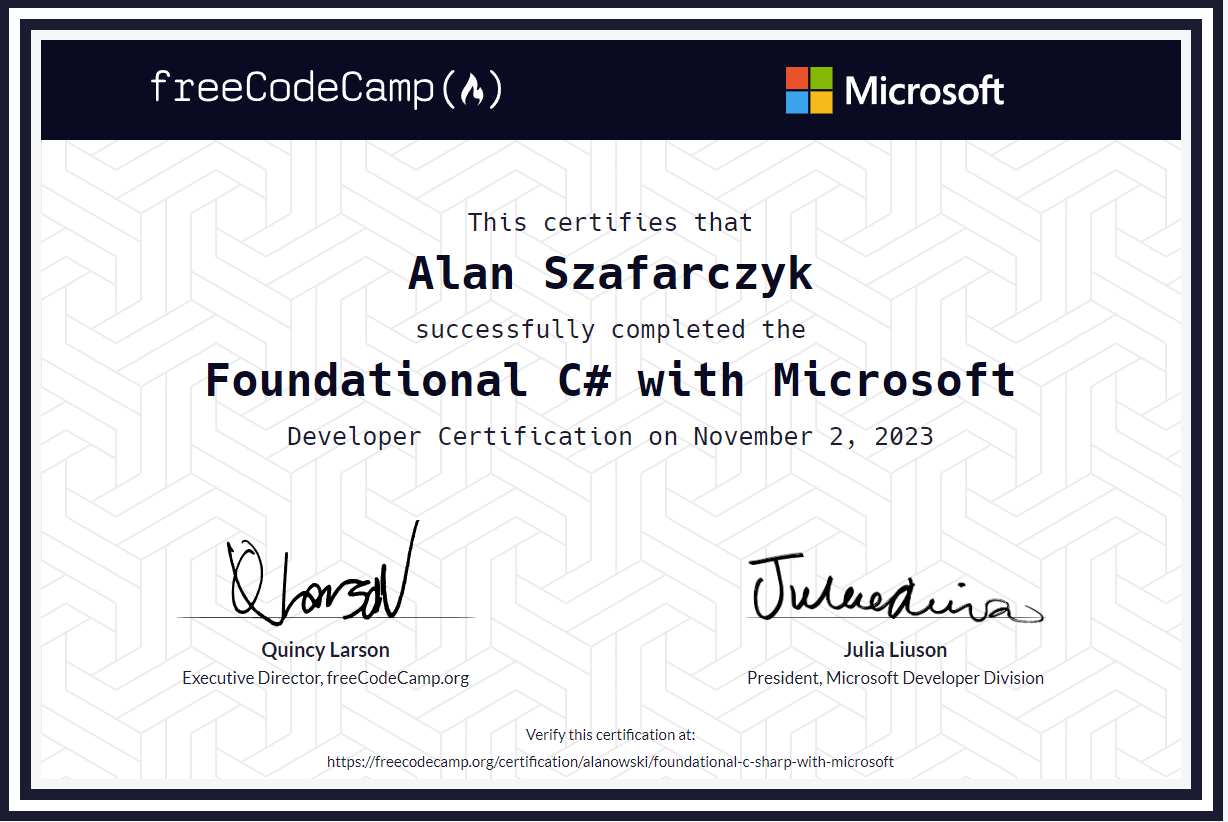 freeCodeCamp(🔥)
Microsoft
This certifies that
Alan Szafarczyk
successfully completed the
Foundational C# with Microsoft
Developer Certification on November 2, 2023
QLarson
Quincy Larson
Executive Director, freeCodeCamp.org
Julia Liuson
President, Microsoft Developer Division
Verify this certification at:
https://freecodecamp.org/certification/alanowski/foundational-c-sharp-with-microsoft